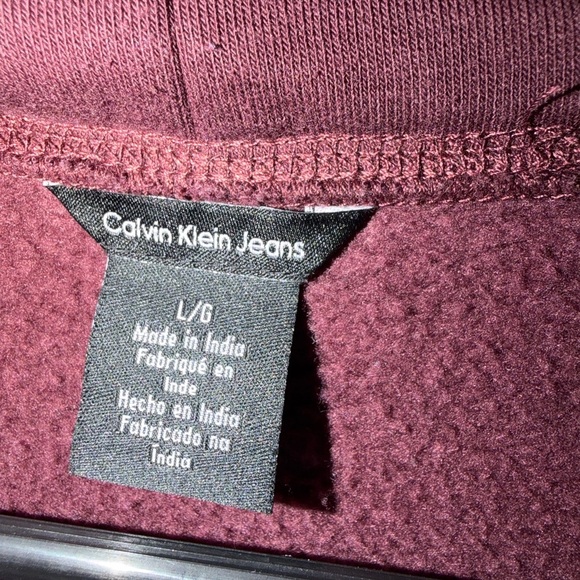 Calvin Klein Jeans
L/G
Made in India
Fabriqué en
Inde
Hecho en India
Fabricado na
India